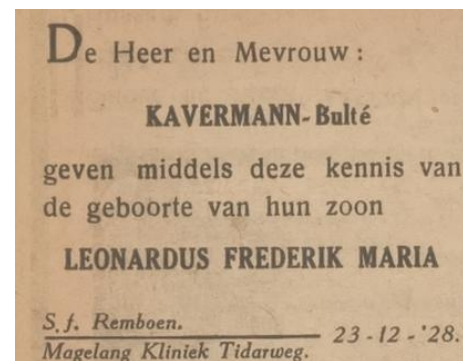 De Heer en Mevrouw :
KAVERMANN-Bulté
geven middels deze kennis van
de geboorte van hun zoon
LEONARDUS FREDERIK MARIA
S. f. Remboen.
Magelang Kliniek Tidarweg.
23-12-'28.